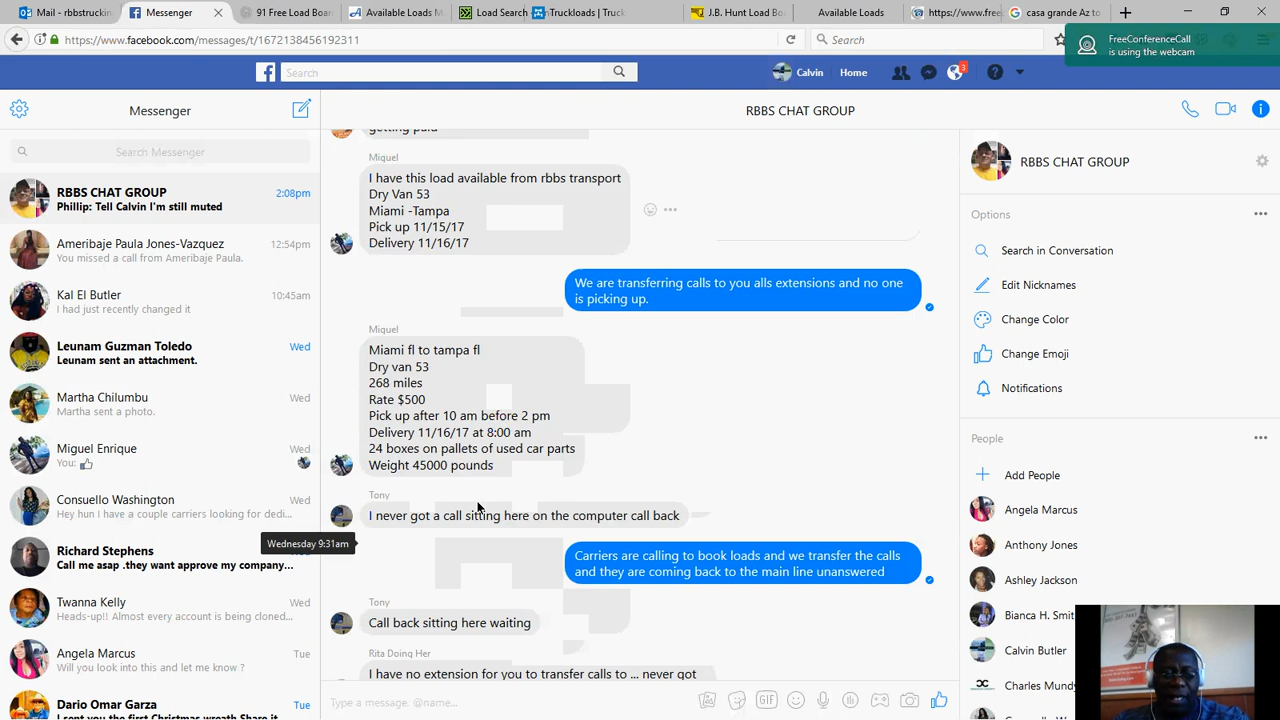 Mail - rbbstruckin
Facebook
91 Free Load Board
Available Loads M
Load Search
Truckloads | Truck
J.B. Hunt Load BO
Available Loads
https://www.free
casa grande Az to
https://www.facebook.com/messages/t/1672138456192311
Search
FreeConferenceCall
is using the webcam
Search
Calvin
Home
3
Messenger
RBBS CHAT GROUP
Search Messenger
RBBS CHAT GROUP
2:08pm
Phillip: Tell Calvin I'm still muted
Ameribaje Paula Jones-Vazquez
12:54pm
You missed a call from Ameribaje Paula.
Kal El Butler
10:45am
I had just recently changed it
Leunam Guzman Toledo
Wed
Leunam sent an attachment.
Martha Chilumbu
Wed
Martha sent a photo.
Miguel Enrique
Wed
You:
Consuello Washington
Wed
Hey hun I have a couple carriers looking for dedi...
Wednesday 9:31am
Richard Stephens
Call me asap .they want approve my company...
Twanna Kelly
Wed
Heads-up!! Almost every account is being cloned...
Angela Marcus
Tue
Will you look into this and let me know ?
Dario Omar Garza
Tue
I sent you the first Christmas wreath Share it
getting paid
Miguel
I have this load available from rbbs transport
Dry Van 53
Miami -Tampa
Pick up 11/15/17
Delivery 11/16/17
We are transferring calls to you alls extensions and no one
is picking up.
Miguel
Miami fl to tampa fl
Dry van 53
268 miles
Rate $500
Pick up after 10 am before 2 pm
Delivery 11/16/17 at 8:00 am
24 boxes on pallets of used car parts
Weight 45000 pounds
Tony
I never got a call sitting here on the computer call back
Carriers are calling to book loads and we transfer the calls
and they are coming back to the main line unanswered
Tony
Call back sitting here waiting
Rita Doing Her
I have no extension for you to transfer calls to ... never got
Type a message. @name...
GIF
RBBS CHAT GROUP
Options
Search in Conversation
Edit Nicknames
Change Color
Change Emoji
Notifications
People
Add People
Angela Marcus
Anthony Jones
Ashley Jackson
Bianca H. Smit
Calvin Butler
Charles Mundy